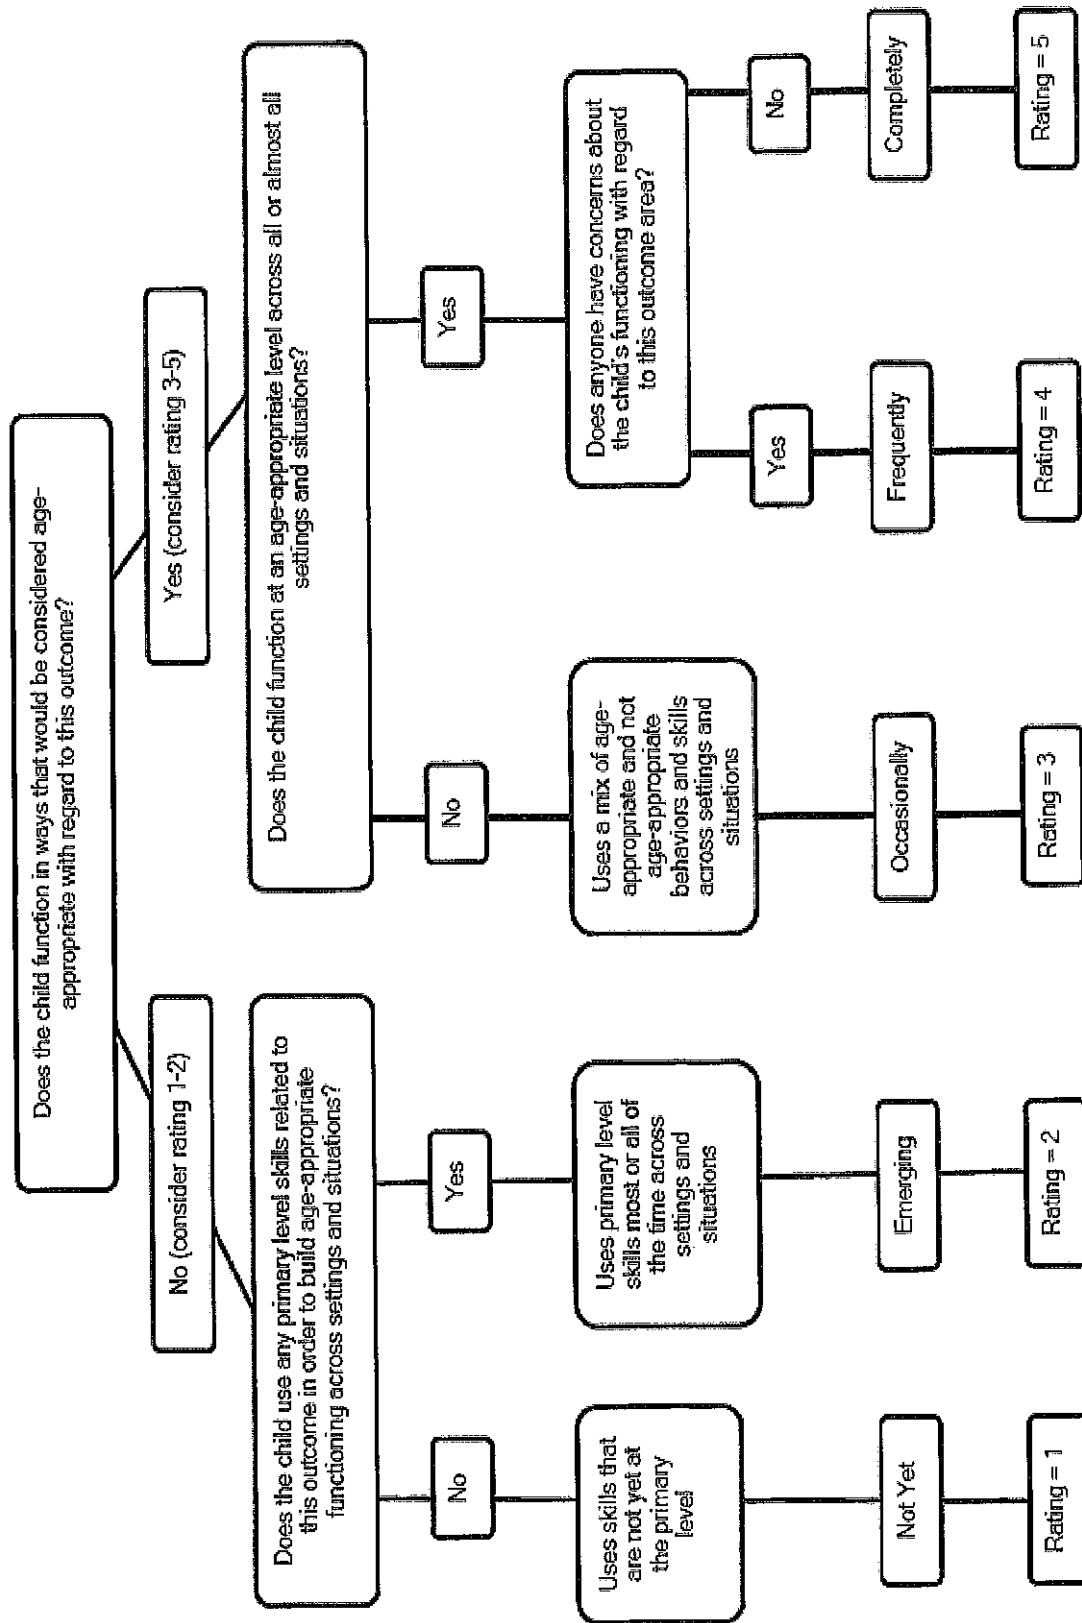 Does the child function in ways that would be considered age-
appropriate with regard to this outcome?
No (consider rating 1-2)
Yes (consider rating 3-5)
Does the child use any primary level skills related to
this outcome in order to build age-appropriate
functioning across settings and situations?
Does the child function at an age-appropriate level across all or almost all
settings and situations?
No
Yes
No
Yes
Uses skills that
are not yet at
the primary
level
Uses primary level
skills most or all of
the time across
settings and
situations
Uses a mix of age-
appropriate and not
age-appropriate
behaviors and skills
across settings and
situations
Does anyone have concerns about
the child's functioning with regard
to this outcome area?
Yes
No
Not Yet
Emerging
Occasionally
Frequently
Completely
Rating = 1
Rating = 2
Rating = 3
Rating = 4
Rating = 5